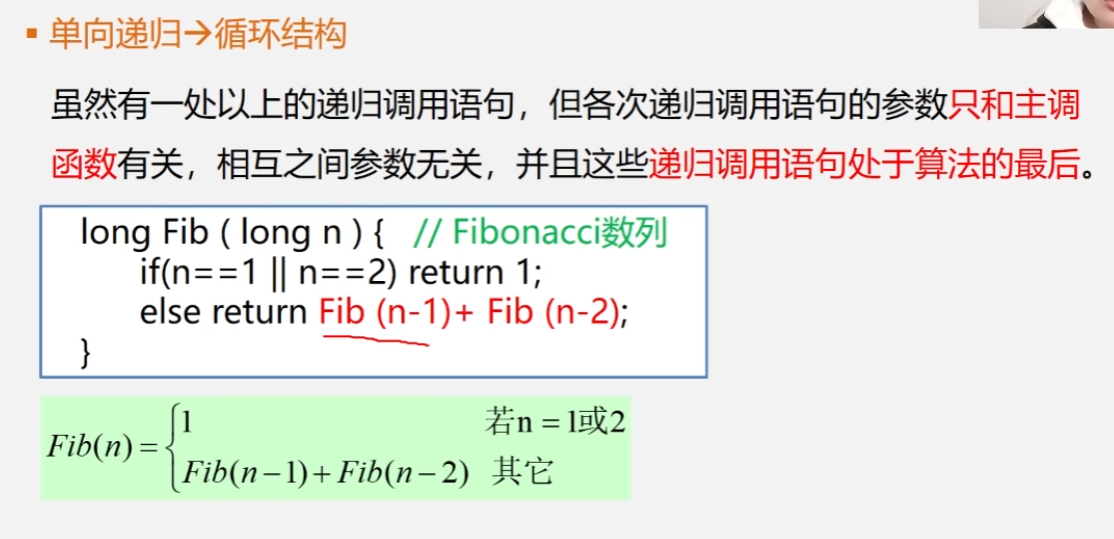 ▪ 单向递归→循环结构
虽然有一处以上的递归调用语句，但各次递归调用语句的参数只和主调
函数有关，相互之间参数无关，并且这些递归调用语句处于算法的最后。
long Fib ( long n ) { // Fibonacci数列
if(n==1 || n==2) return 1;
else return Fib (n-1)+ Fib (n-2);
}
Fib(n) = { 1 若n = 1或2
Fib(n-1) + Fib(n-2) 其它